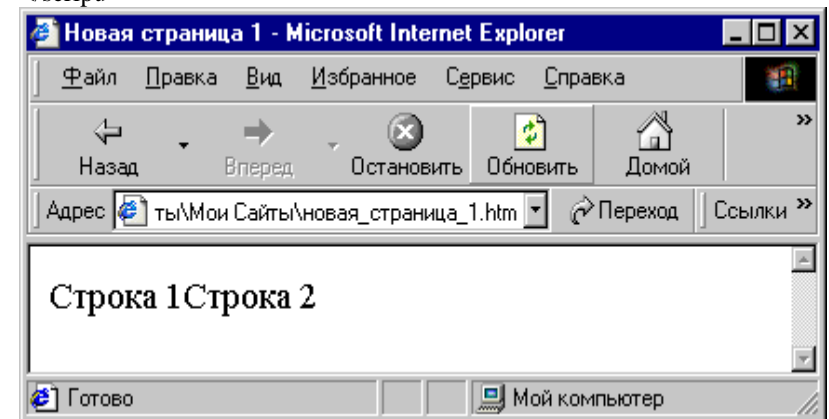 Новая страница 1 - Microsoft Internet Explorer
Файл Правка Вид Избранное Сервис Справка
Назад Вперед Остановить Обновить Домой »
Адрес ты\Мои Сайты\новая_страница_1.htm Переход Ссылки »
Строка 1Строка 2
Готово Мой компьютер